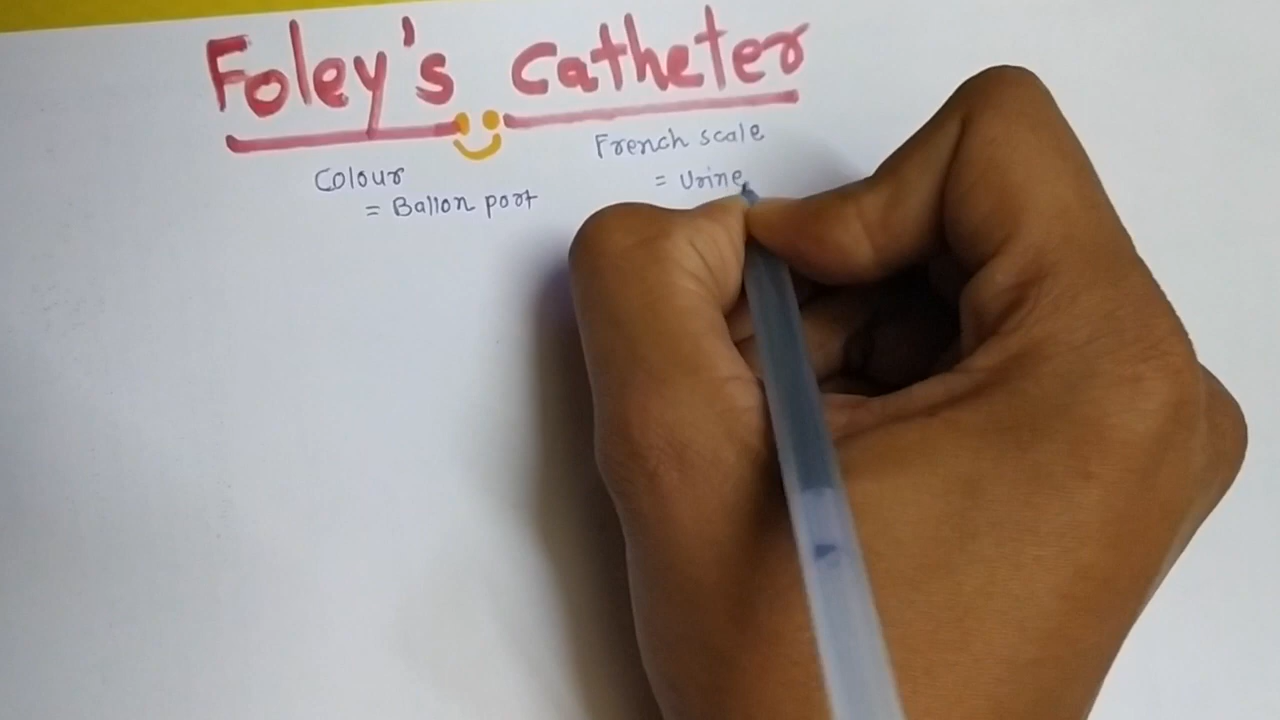 Foley's Catheter
Colour
= Ballon port
French scale
= Urine